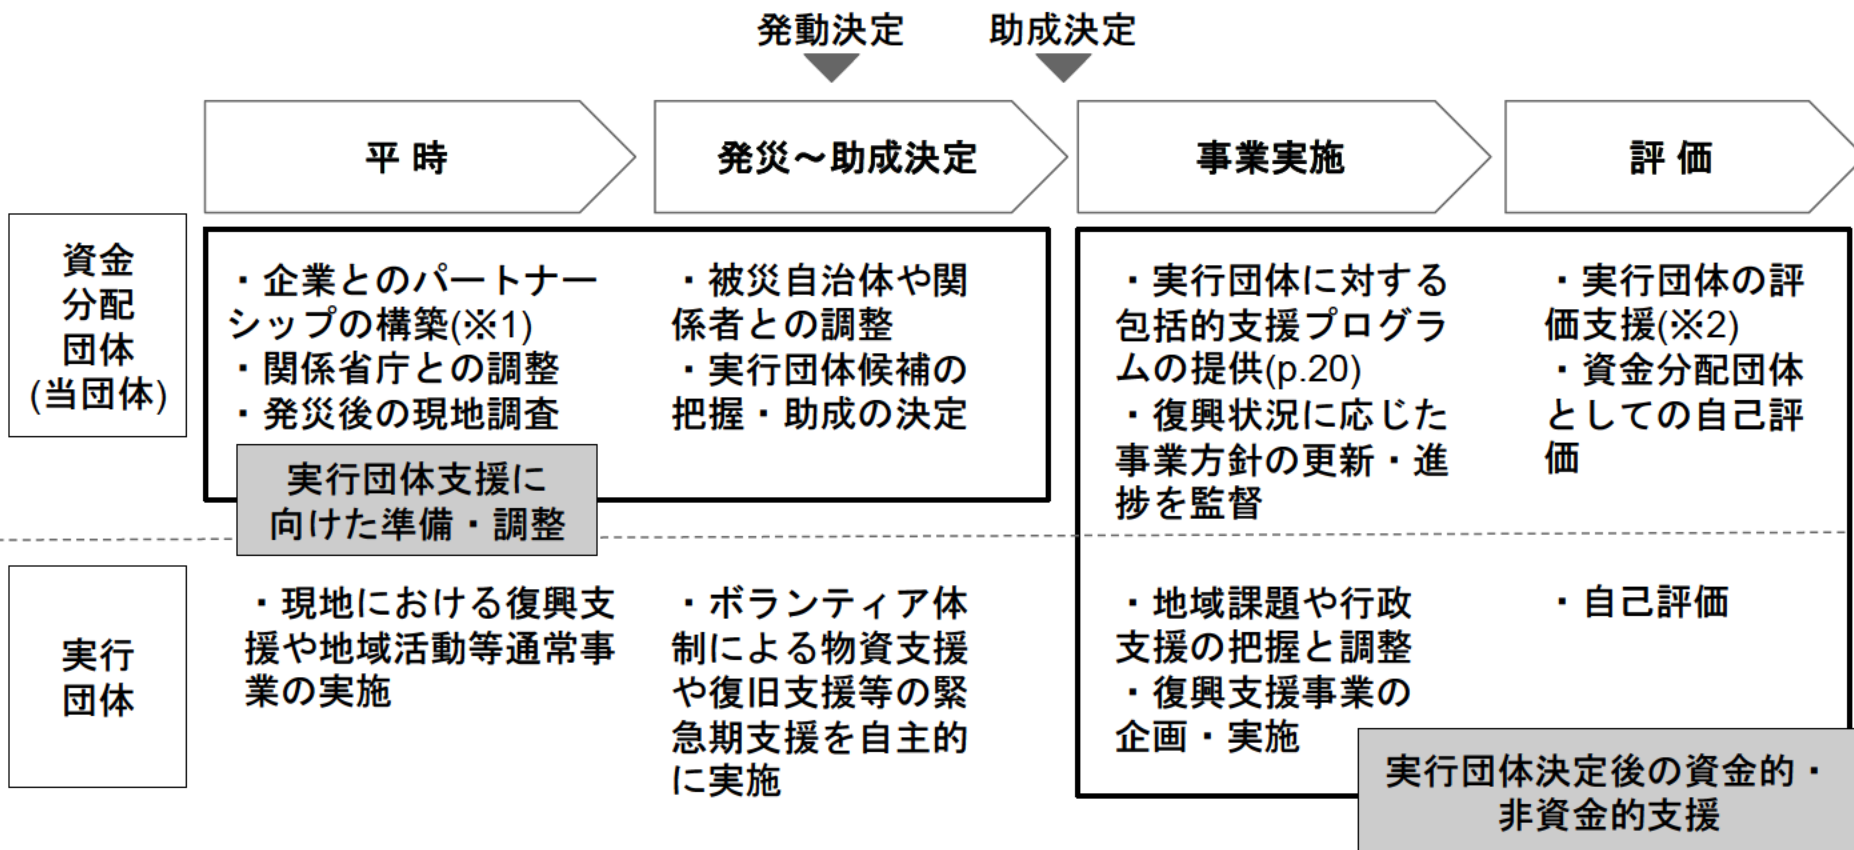 発動決定
助成決定
平 時
発災～助成決定
事業実施
評 価
資金
分配
団体
(当団体)
・企業とのパートナー
シップの構築(※1)
・関係省庁との調整
・発災後の現地調査
・被災自治体や関
係者との調整
・実行団体候補の
把握・助成の決定
・実行団体に対する
包括的支援プログラ
ムの提供(p.20)
・復興状況に応じた
事業方針の更新・進
捗を監督
・実行団体の評
価支援(※2)
・資金分配団体
としての自己評
価
実行団体支援に
向けた準備・調整
実行
団体
・現地における復興支
援や地域活動等通常事
業の実施
・ボランティア体
制による物資支援
や復旧支援等の緊
急期支援を自主的
に実施
・地域課題や行政
支援の把握と調整
・復興支援事業の
企画・実施
・自己評価
実行団体決定後の資金的・
非資金的支援